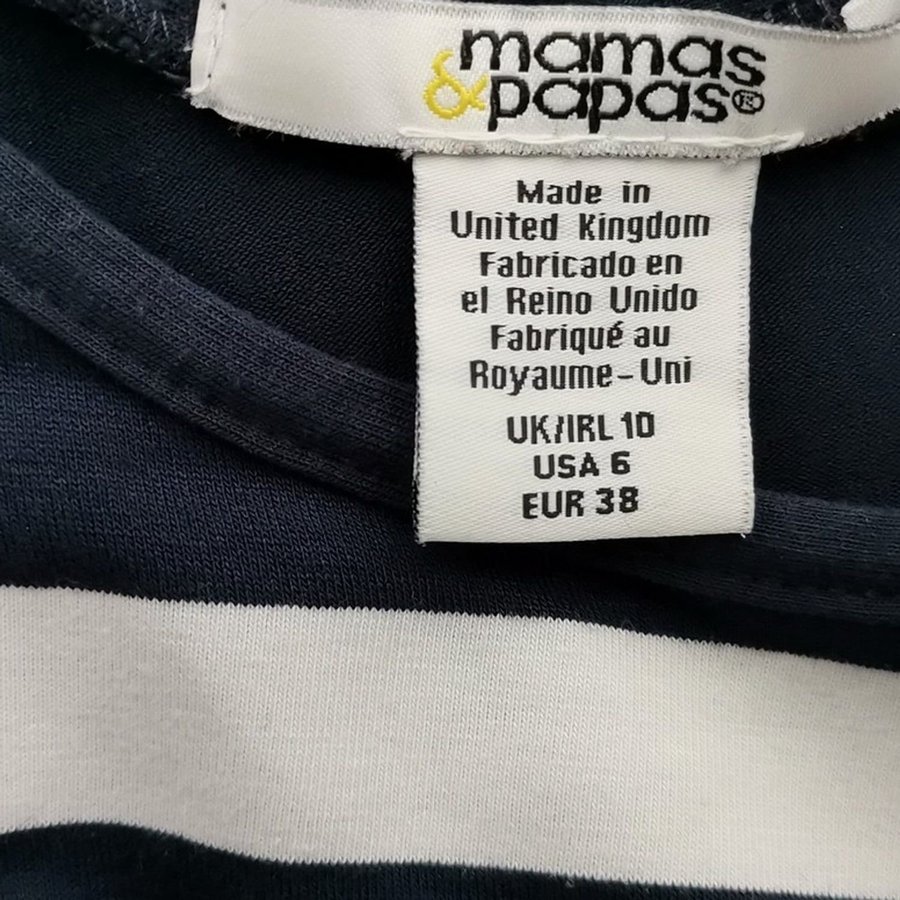 mamas
&papas®
Made in
United Kingdom
Fabricado en
el Reino Unido
Fabriqué au
Royaume-Uni
UK/IRL 10
USA 6
EUR 38